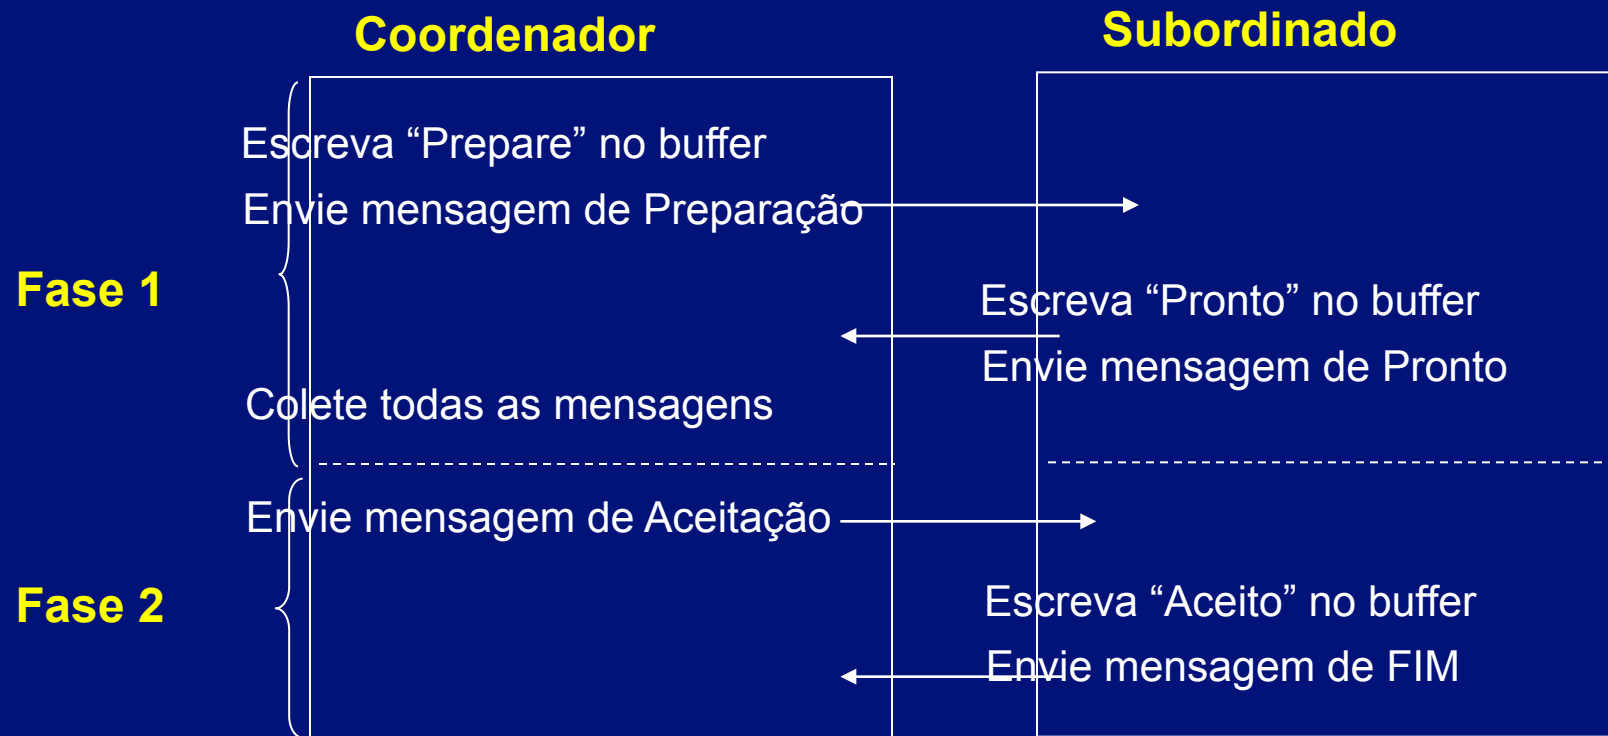 Coordenador
Subordinado
Escreva “Prepare” no buffer
Envie mensagem de Preparação
Fase 1
Escreva “Pronto” no buffer
Envie mensagem de Pronto
Colete todas as mensagens
Envie mensagem de Aceitação
Fase 2
Escreva “Aceito” no buffer
Envie mensagem de FIM